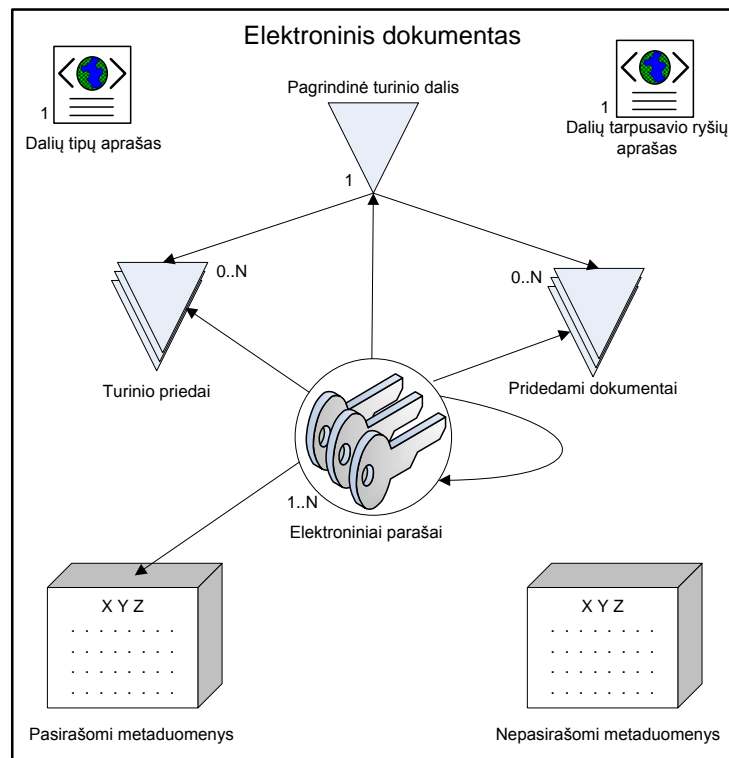 Elektroninis dokumentas
1
Dalių tipų aprašas
Pagrindinė turinio dalis
1
1
Dalių tarpusavio ryšių
aprašas
0..N
Turinio priedai
0..N
Pridedami dokumentai
1..N
Elektroniniai parašai
X Y Z
Pasirašomi metaduomenys
X Y Z
Nepasirašomi metaduomenys